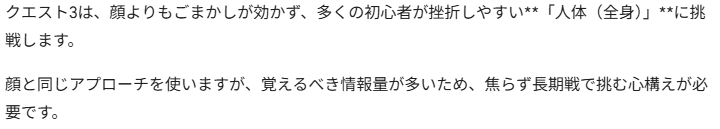 クエスト3は、顔よりもごまかしが効かず、多くの初心者が挫折しやすい**「人体（全身）」**に挑
戦します。
顔と同じアプローチを使いますが、覚えるべき情報量が多いため、焦らず長期戦で挑む心構えが必
要です。